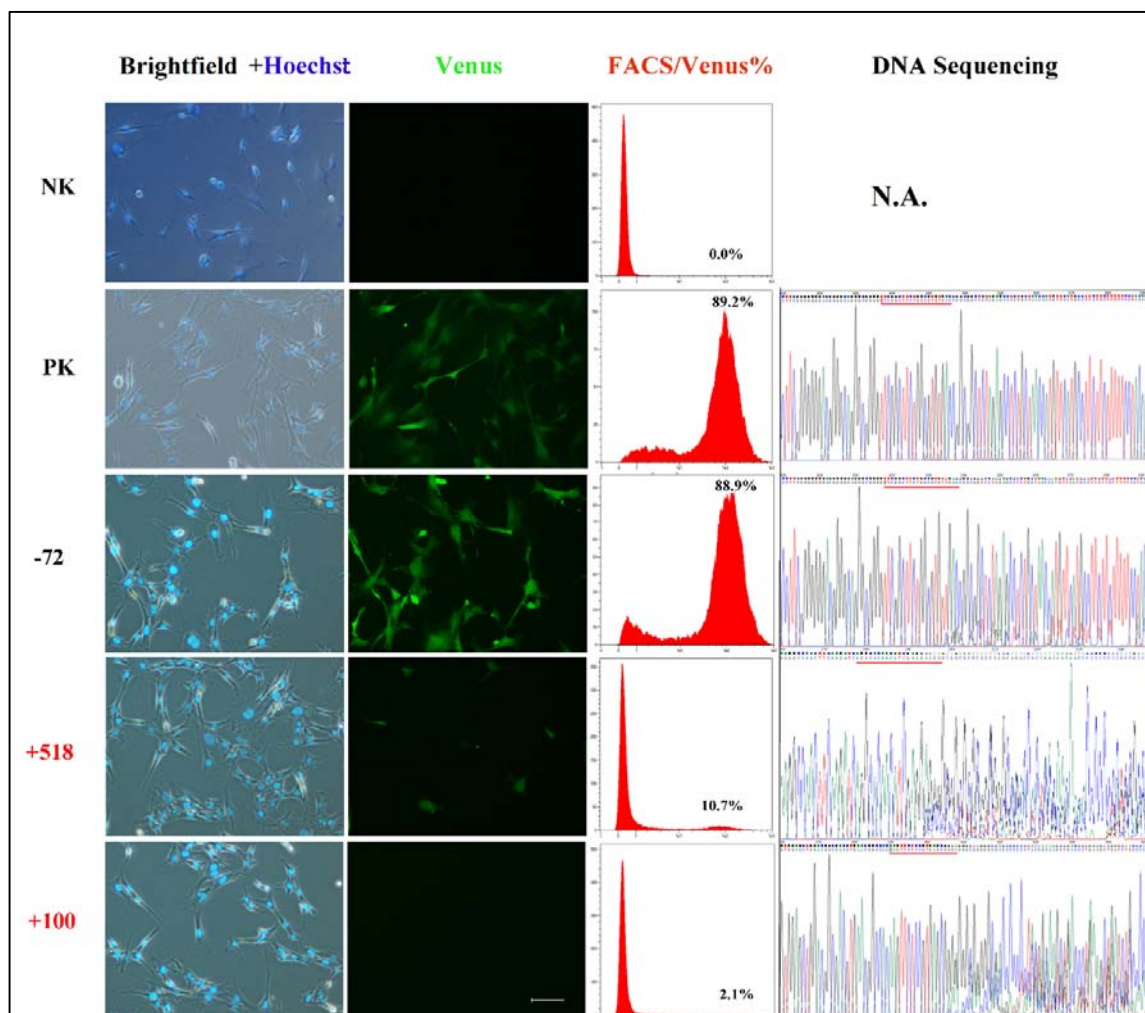 Brightfield +Hoechst Venus FACS/Venus% DNA Sequencing
NK 0.0% N.A.
PK 89.2%
-72 88.9%
+518 10.7%
+100 2.1%